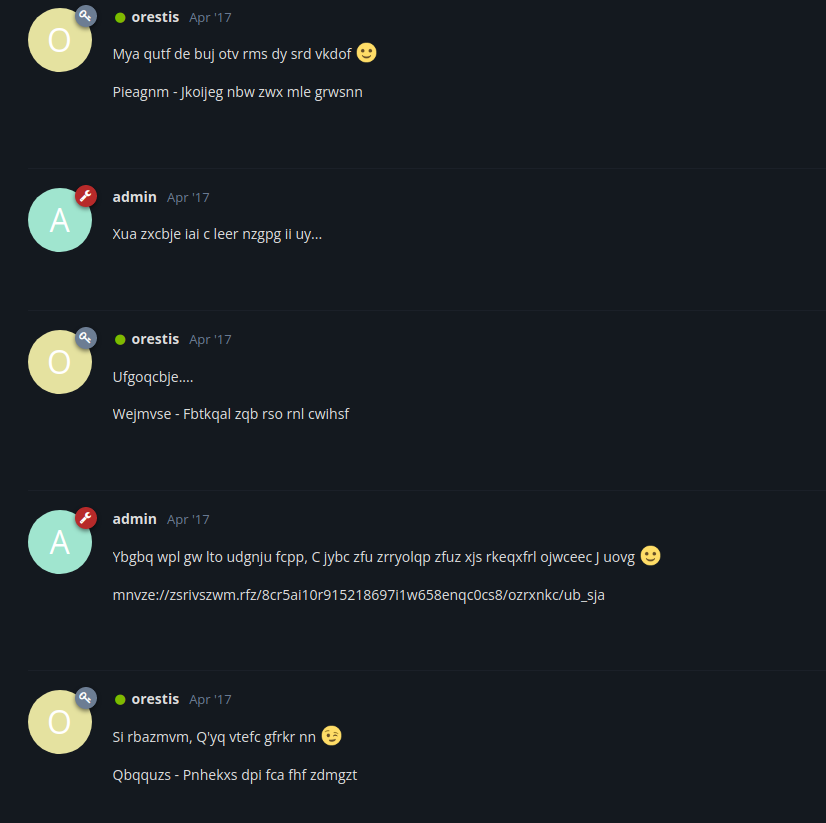 O
orestis Apr '17
Mya qutf de buj otv rms dy srd vkdof 🙂
Pieagnm - Jkoijeg nbw zwx mle grwsnn
A
admin Apr '17
Xua zxcbje iai c leer nzgpg ii uy...
O
orestis Apr '17
Ufgoqcbje....
Wejmvse - Fbtkqal zqb rso rnl cwihsf
A
admin Apr '17
Ybgbq wpl gw lto udgnju fcpp, C jybc zfu zrryolqp zfuz xjs rkeqxfrl ojwceec J uovg 🙂
mnvze://zsrivszwm.rfz/8cr5ai10r915218697i1w658enqc0cs8/ozrxnkc/ub_sja
O
orestis Apr '17
Si rbazmvm, Q'yq vtefc gfrkr nn 😉
Qbqquzs - Pnhekxs dpi fca fhf zdmgzt